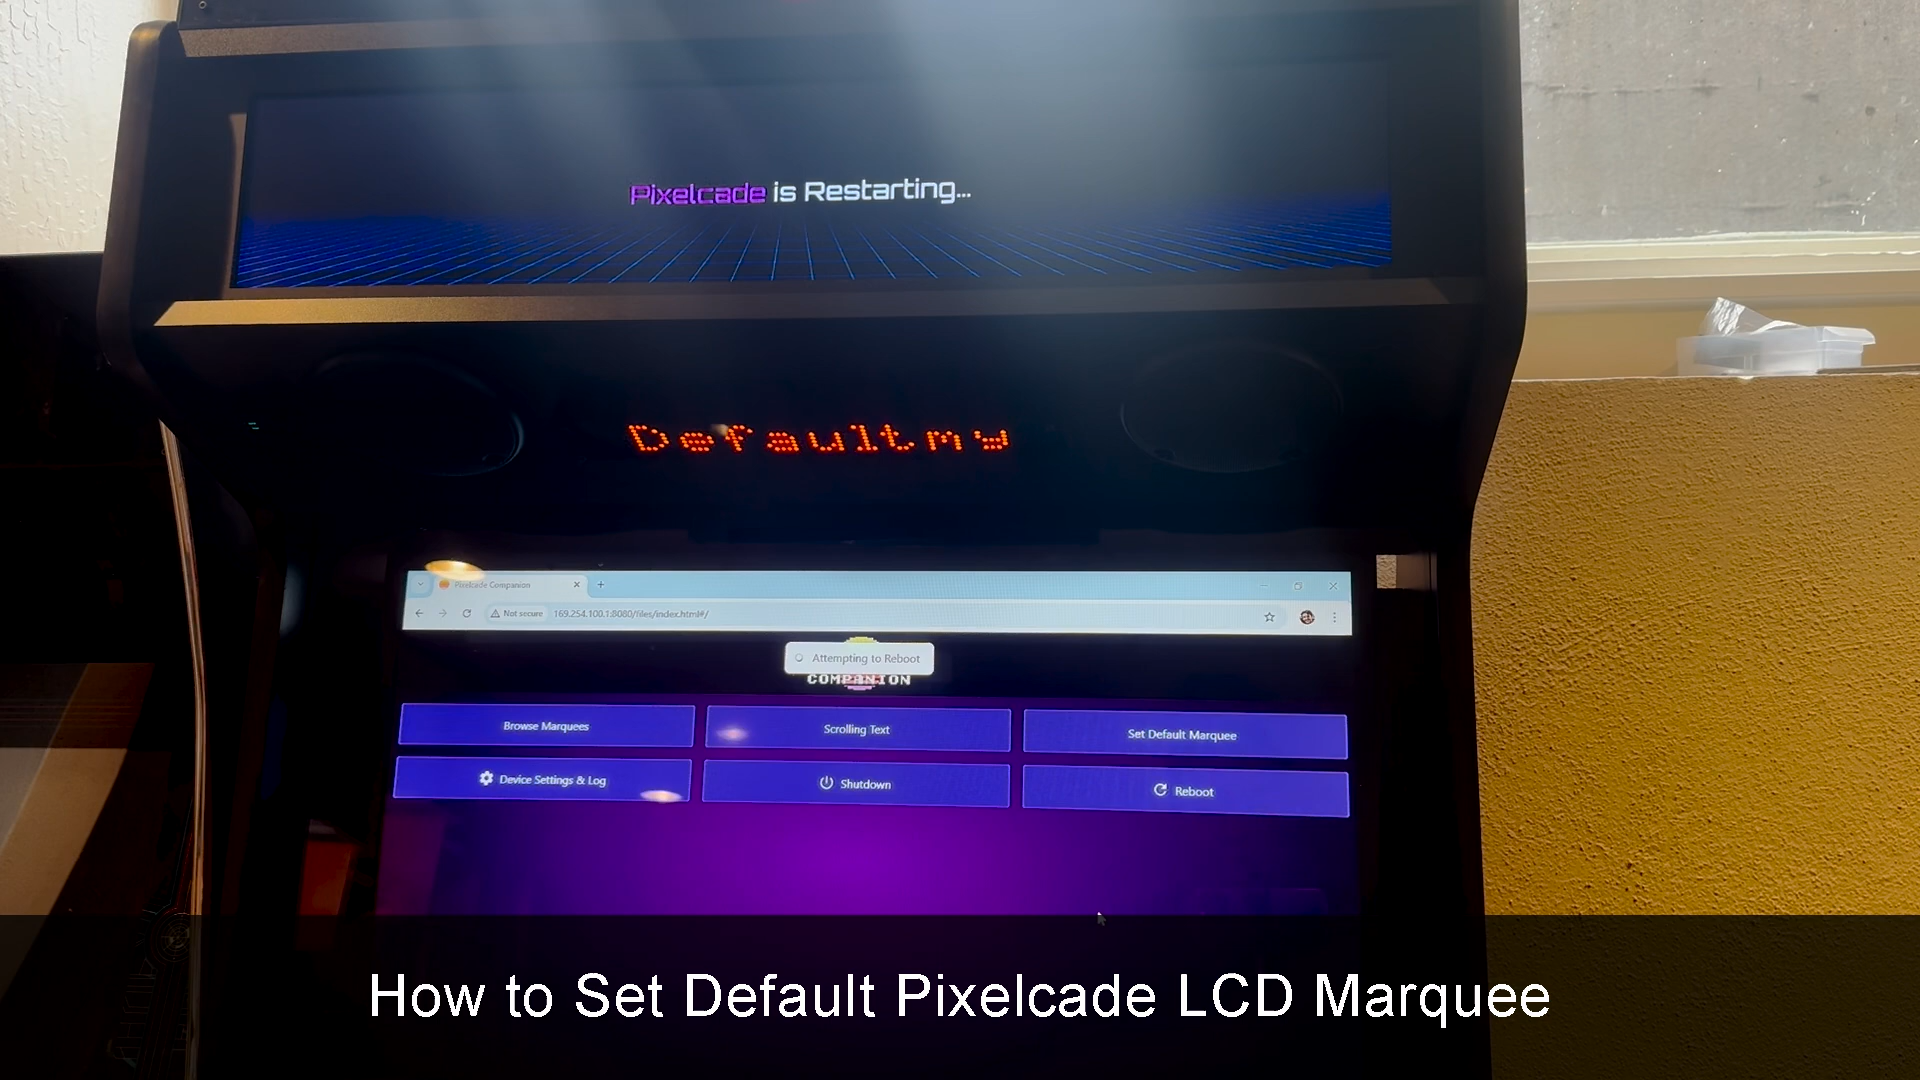 Pixelcade is Restarting...
Defaultmw
Pixelcade Companion
Not secure 169.254.100.1:8080/files/index.html#/
Attempting to Reboot
COMPANION
Browse Marquees
Scrolling Text
Set Default Marquee
Device Settings & Log
Shutdown
Reboot
How to Set Default Pixelcade LCD Marquee